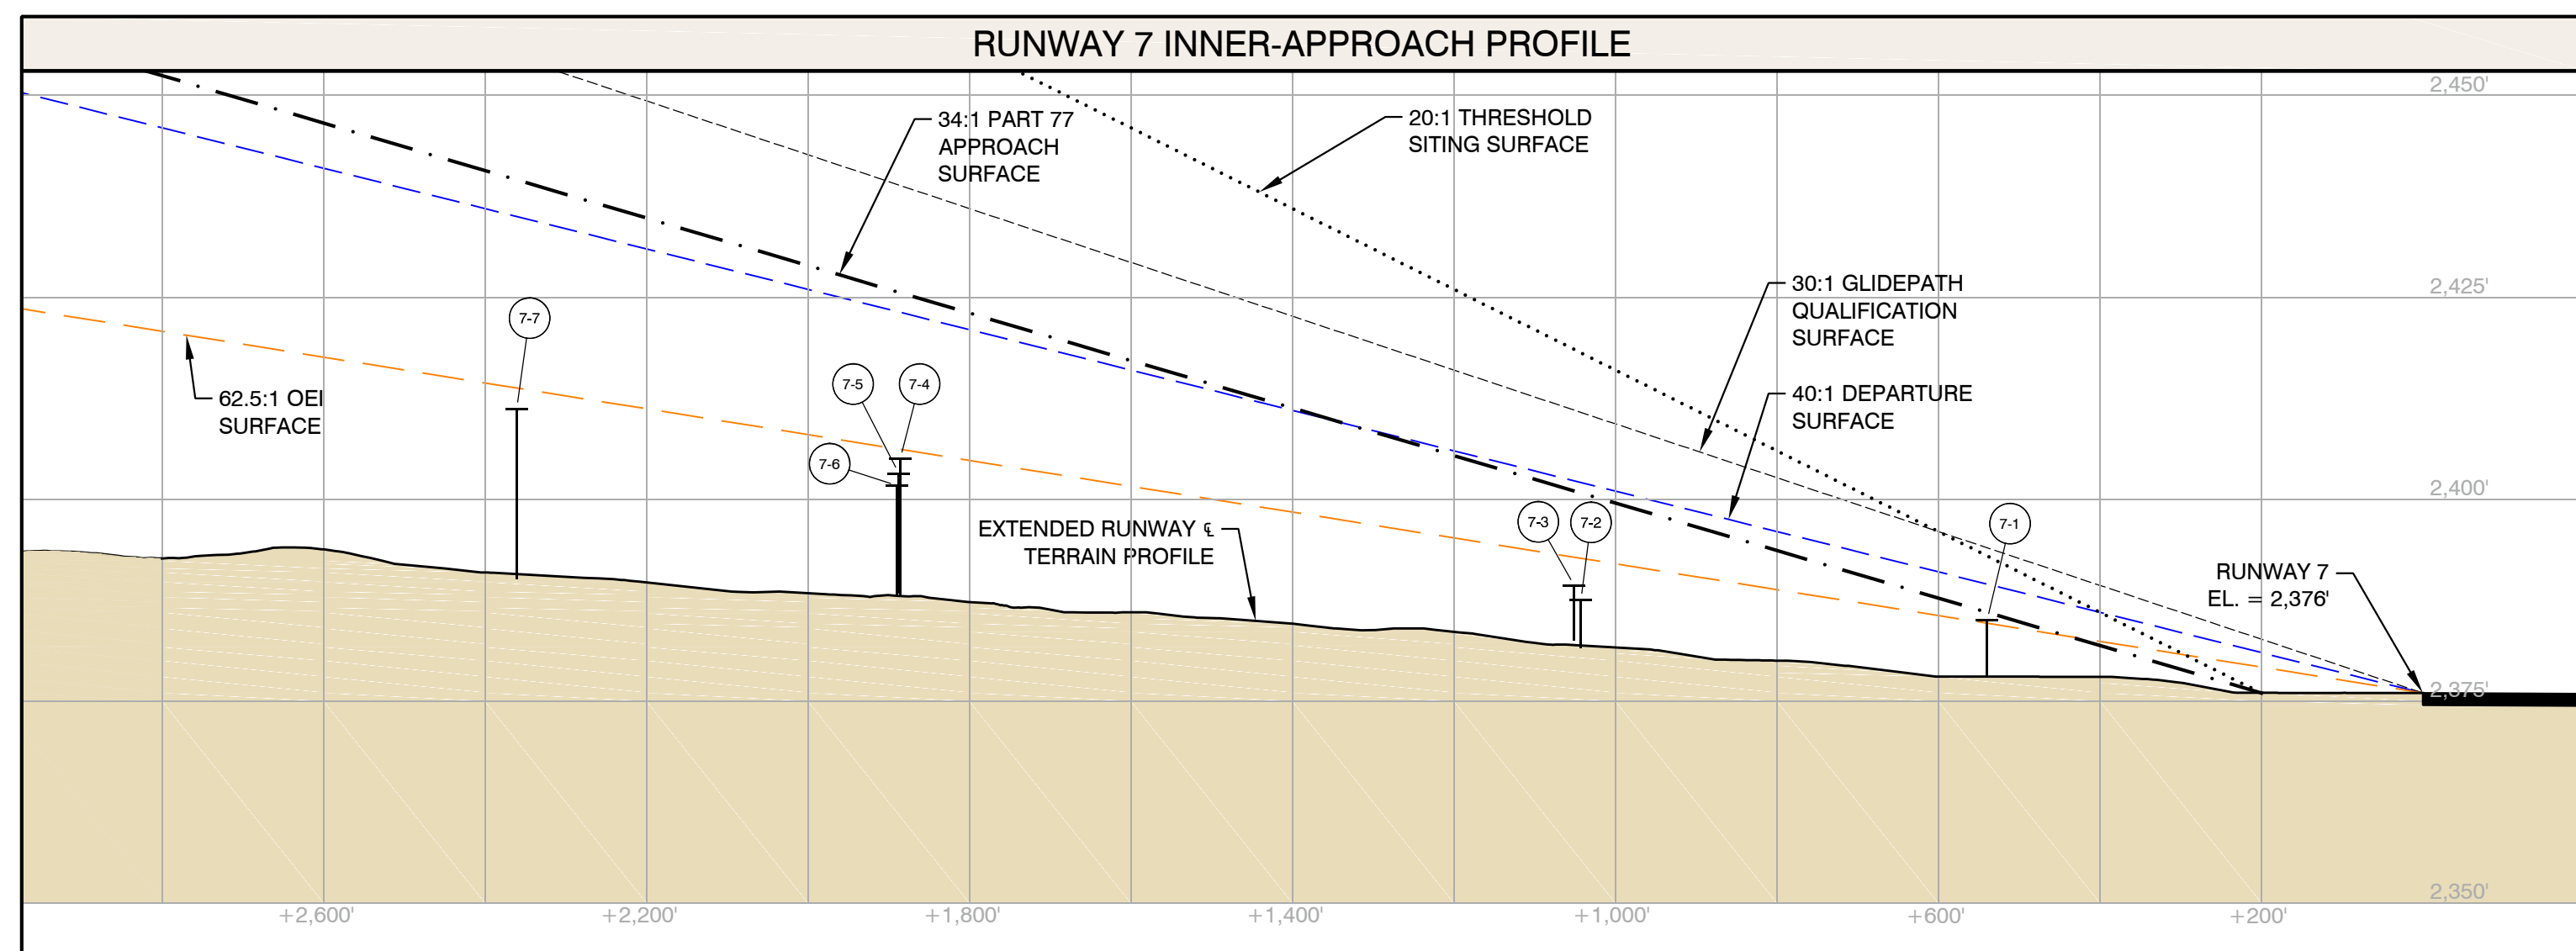 RUNWAY 7 INNER-APPROACH PROFILE
2,450'
34:1 PART 77
APPROACH
SURFACE
20:1 THRESHOLD
SITING SURFACE
2,425'
30:1 GLIDEPATH
QUALIFICATION
SURFACE
7-7
62.5:1 OEI
SURFACE
7-5
7-4
7-6
40:1 DEPARTURE
SURFACE
2,400'
EXTENDED RUNWAY ℄
TERRAIN PROFILE
7-3
7-2
7-1
RUNWAY 7
EL. = 2,376'
2,375'
2,350'
+2,600'
+2,200'
+1,800'
+1,400'
+1,000'
+600'
+200'